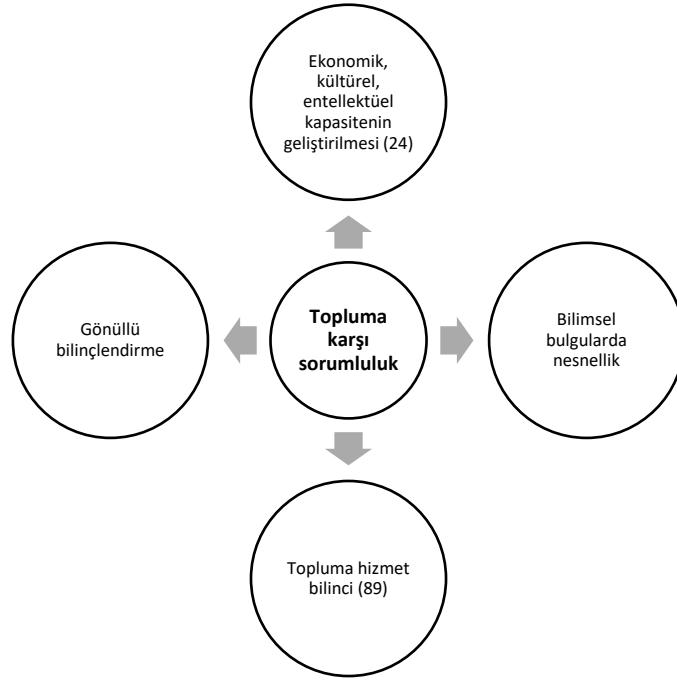 Ekonomik,
kültürel,
entellektüel
kapasitenin
geliştirilmesi (24)
Gönüllü
bilinçlendirme
Topluma
karşı
sorumluluk
Bilimsel
bulgularda
nesnellik
Topluma hizmet
bilinci (89)